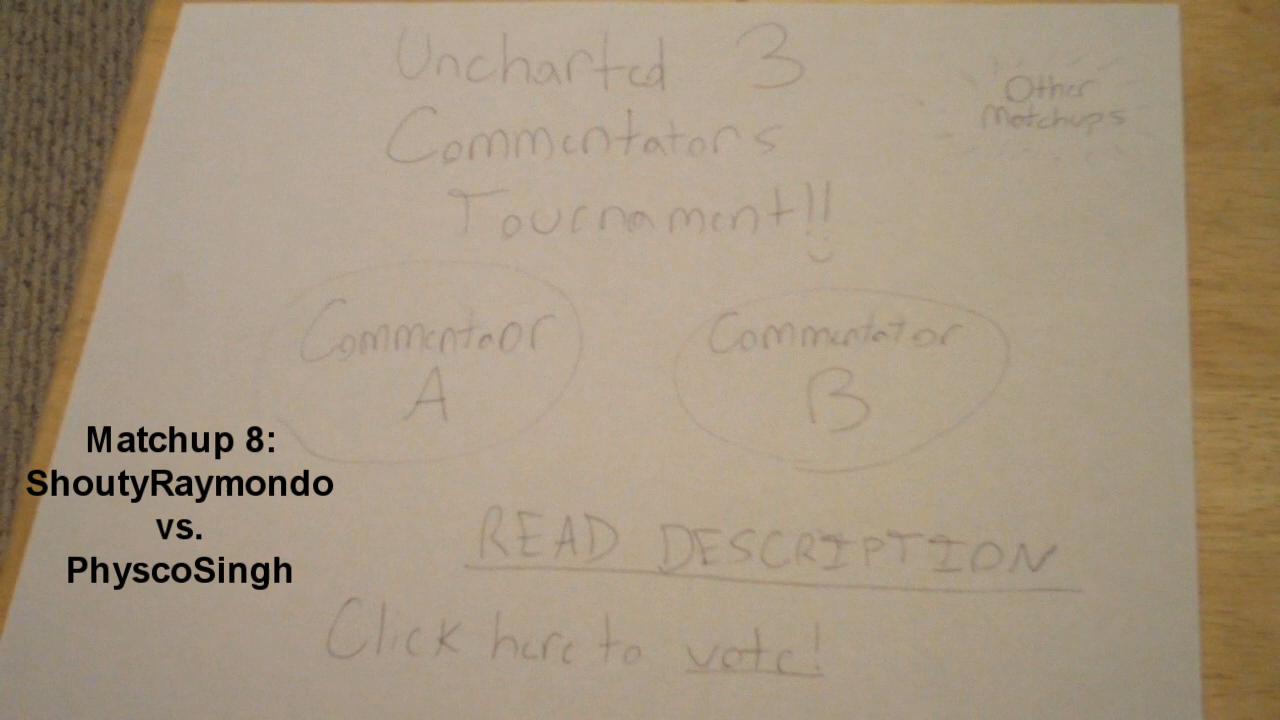 Uncharted 3
Commentators
Tournament!!
Other
Matchups
Commentaor
A
Commentator
B
Matchup 8:
ShoutyRaymondo
vs.
PhyscoSingh
READ DESCRIPTION
Click here to vote!